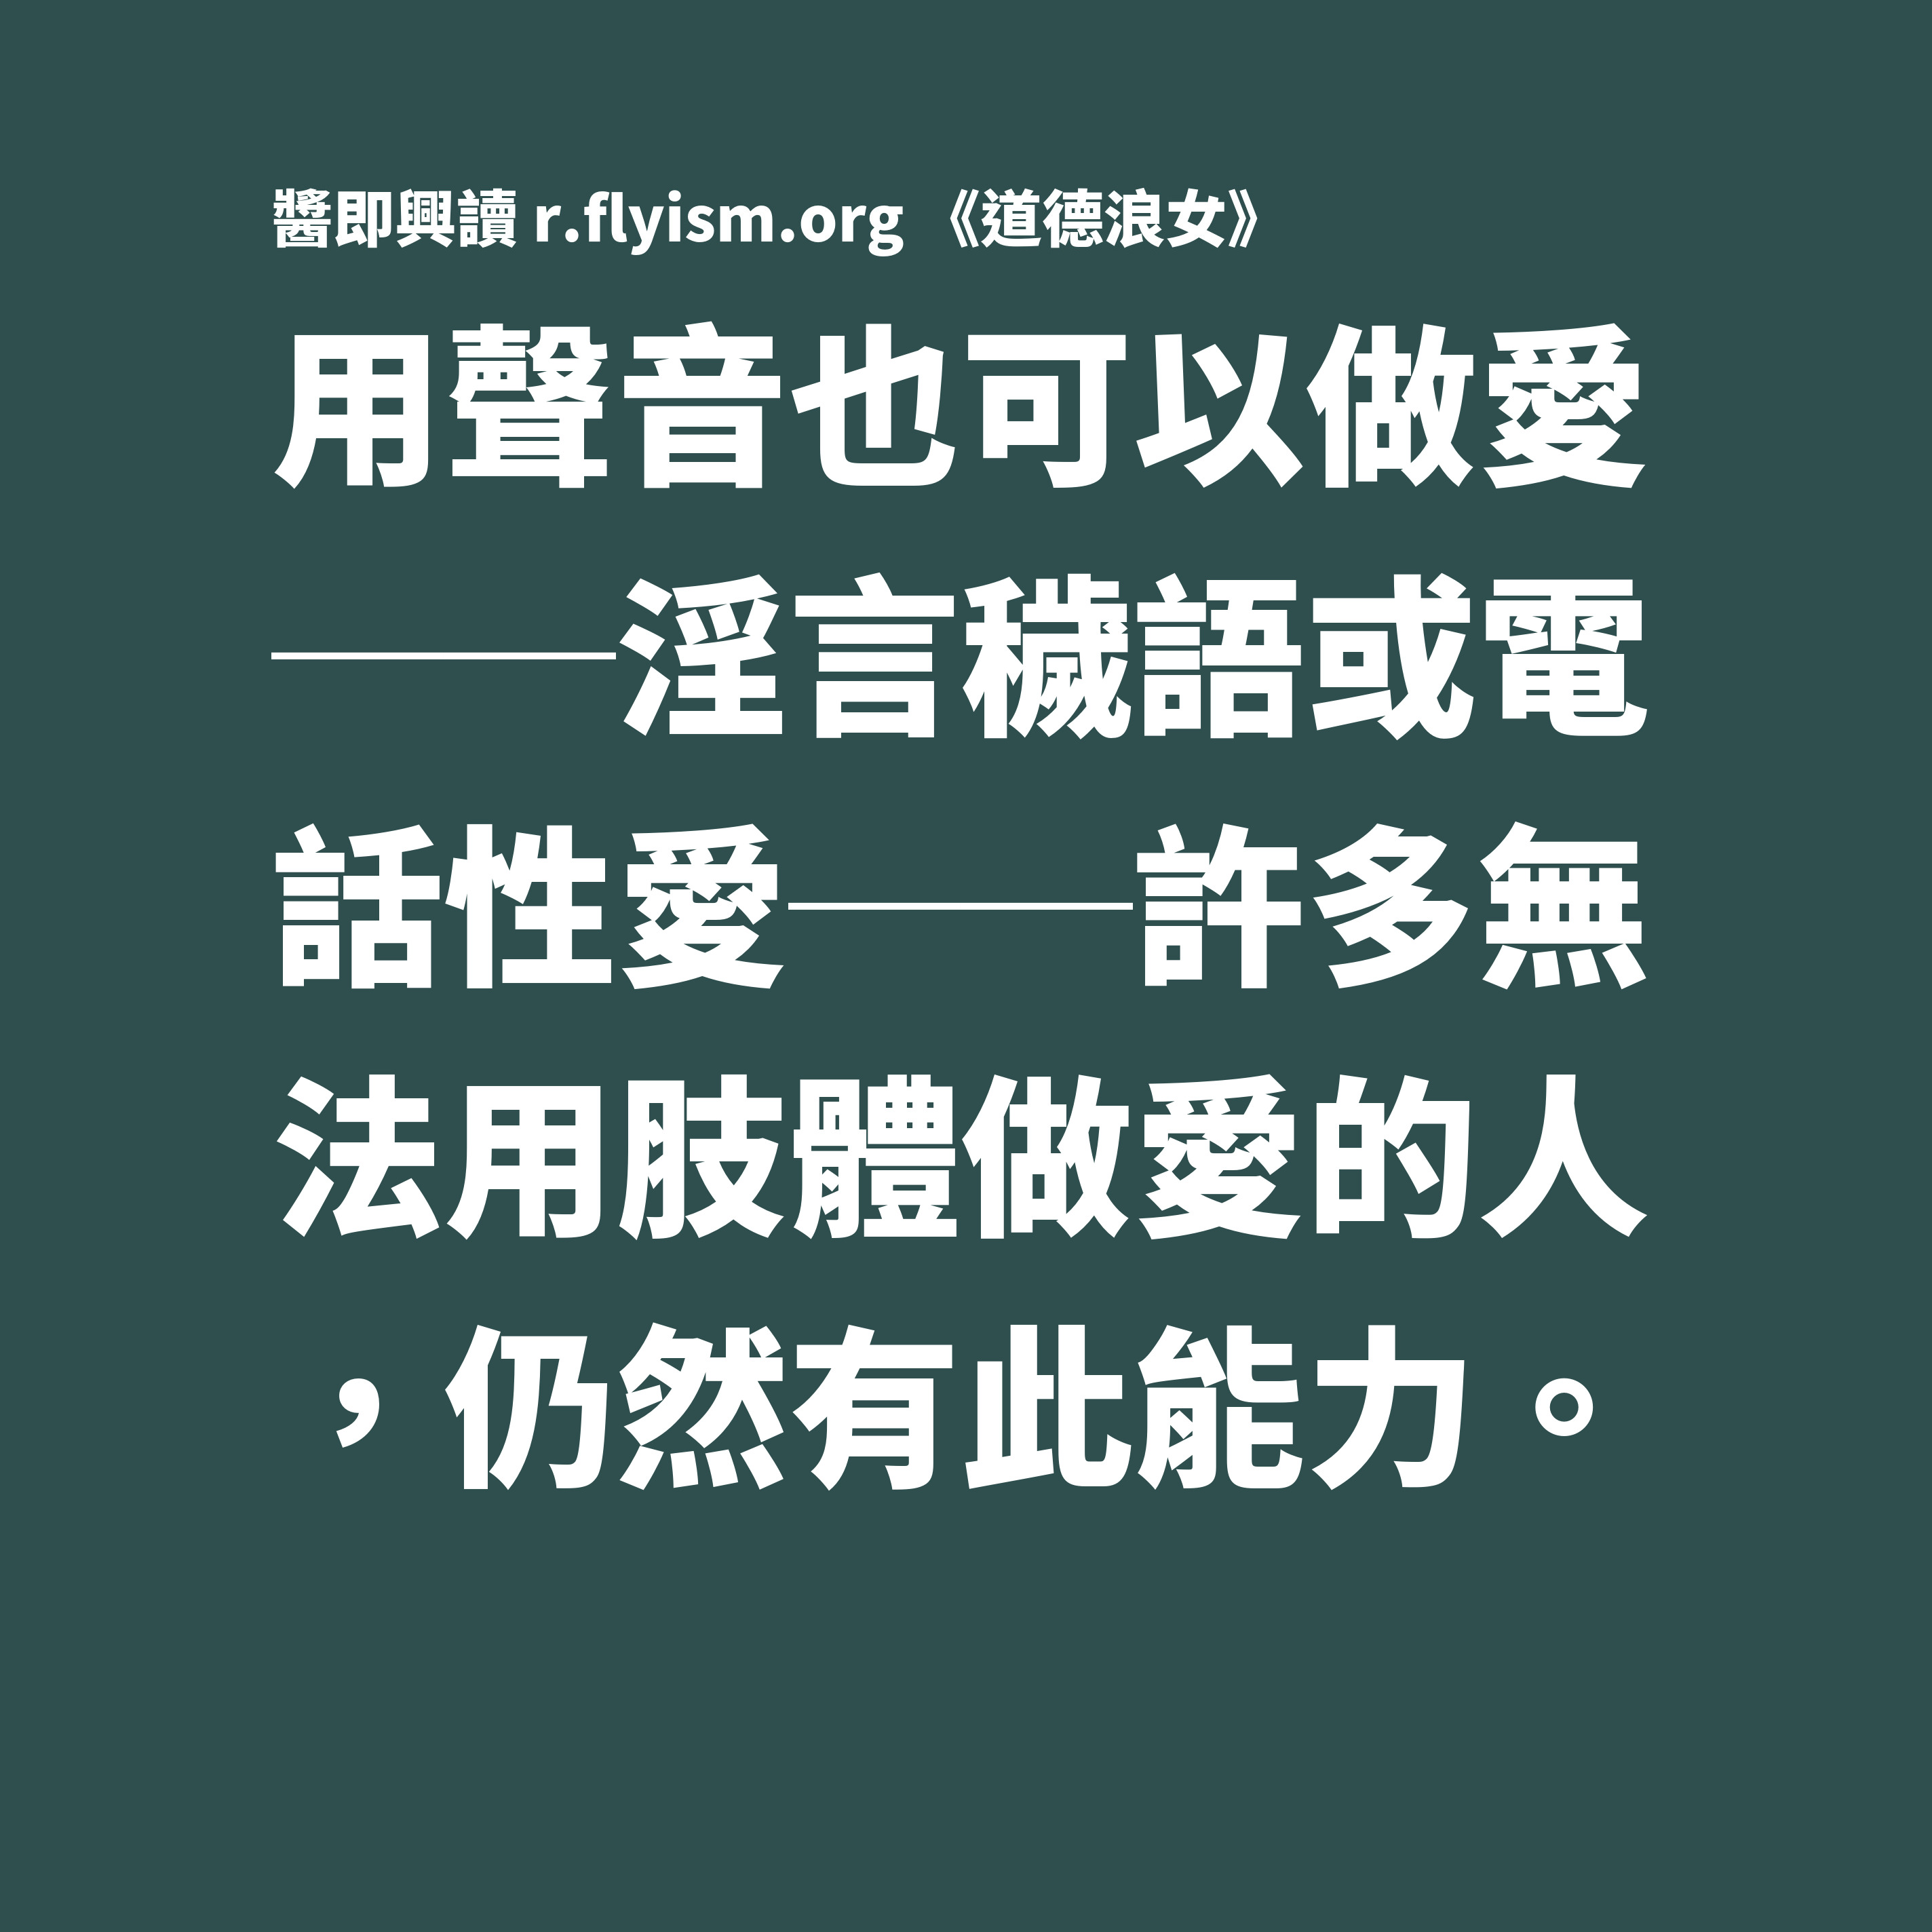 豔即與讀 r.flyism.org 《道德浪女》
用聲音也可以做愛
——淫言穢語或電
話性愛——許多無
法用肢體做愛的人
，仍然有此能力。